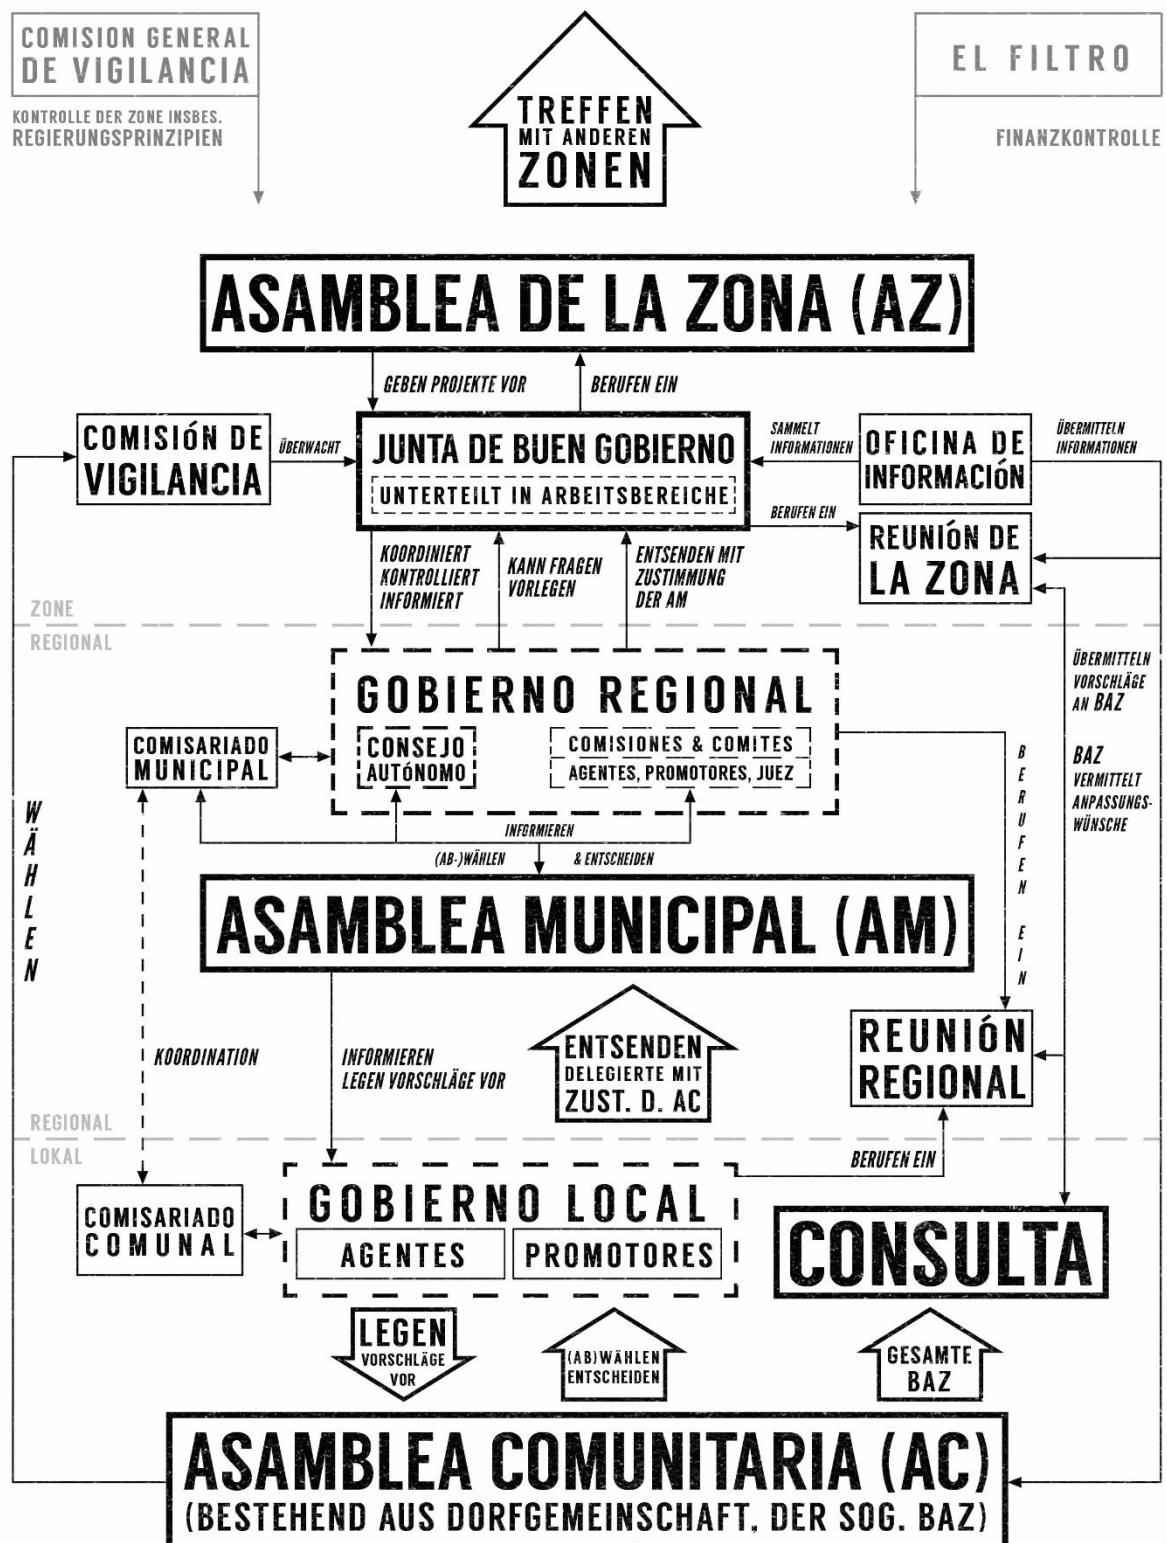 COMISION GENERAL
DE VIGILANCIA
KONTROLLE DER ZONE INSBES.
REGIERUNGSPRINZIPIEN
TREFFEN
MIT ANDEREN
ZONEN
EL FILTRO
FINANZKONTROLLE
ASAMBLEA DE LA ZONA (AZ)
GEBEN PROJEKTE VOR
BERUFEN EIN
COMISIÓN DE
VIGILANCIA
ÜBERWACHT
JUNTA DE BUEN GOBIERNO
UNTERTEILT IN ARBEITSBEREICHE
SAMMELT
INFORMATIONEN
OFICINA DE
INFORMACIÓN
ÜBERMITTELN
INFORMATIONEN
BERUFEN EIN
REUNIÓN DE
LA ZONA
KOORDINIERT
KONTROLLIERT
INFORMIERT
KANN FRAGEN
VORLEGEN
ENTSENDEN MIT
ZUSTIMMUNG
DER AM
ZONE
REGIONAL
GOBIERNO REGIONAL
CONSEJO
AUTÓNOMO
COMISIONES & COMITES
AGENTES, PROMOTORES, JUEZ
COMISARIADO
MUNICIPAL
ÜBERMITTELN
VORSCHLÄGE
AN BAZ
BAZ
VERMITTELT
ANPASSUNGS-
WÜNSCHE
BERUFEN EIN
WÄHLEN
INFORMIEREN
(AB-)WÄHLEN & ENTSCHEIDEN
ASAMBLEA MUNICIPAL (AM)
KOORDINATION
INFORMIEREN
LEGEN VORSCHLÄGE VOR
ENTSENDEN
DELEGIERTE MIT
ZUST. D. AC
REUNIÓN
REGIONAL
REGIONAL
LOKAL
BERUFEN EIN
COMISARIADO
COMUNAL
GOBIERNO LOCAL
AGENTES
PROMOTORES
CONSULTA
LEGEN
VORSCHLÄGE
VOR
(AB)WÄHLEN
ENTSCHEIDEN
GESAMTE
BAZ
ASAMBLEA COMUNITARIA (AC)
(BESTEHEND AUS DORFGEMEINSCHAFT, DER SOG. BAZ)